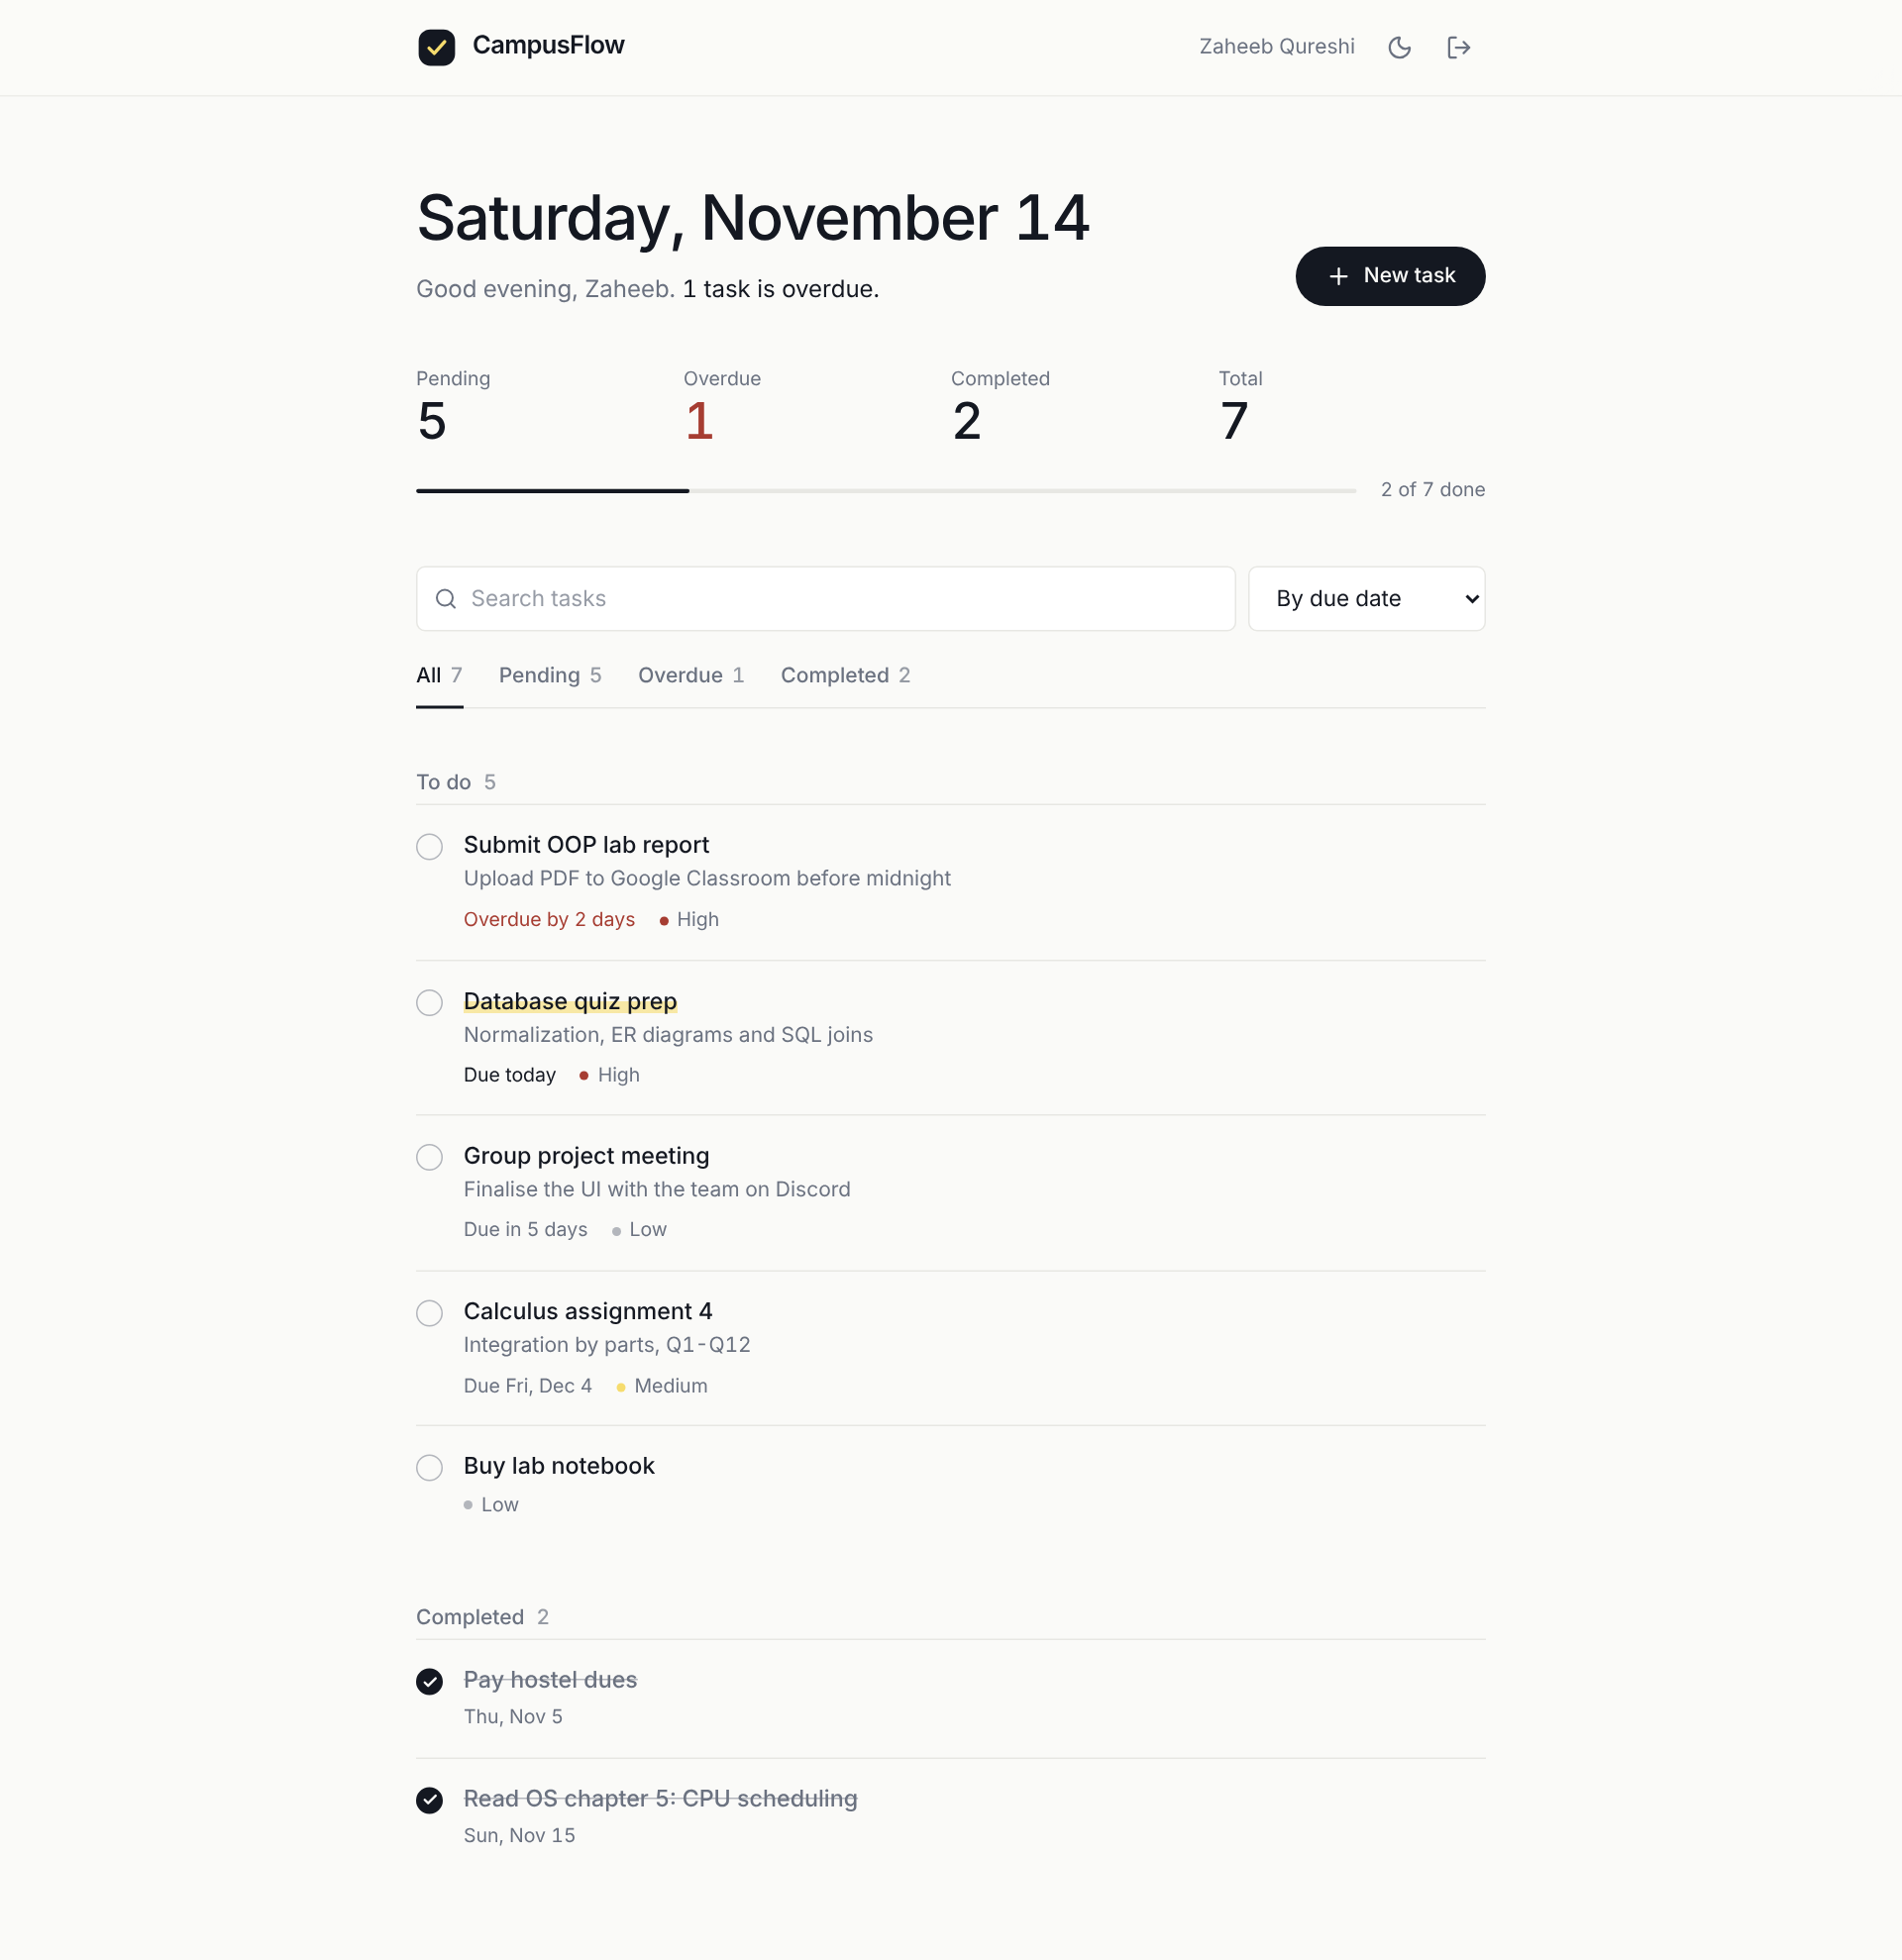 CampusFlow
Zaheeb Qureshi
Saturday, November 14
Good evening, Zaheeb. 1 task is overdue.
New task
Pending
5
Overdue
1
Completed
2
Total
7
2 of 7 done
Search tasks
By due date
All 7 Pending 5 Overdue 1 Completed 2
To do 5
Submit OOP lab report
Upload PDF to Google Classroom before midnight
Overdue by 2 days High
Database quiz prep
Normalization, ER diagrams and SQL joins
Due today High
Group project meeting
Finalise the UI with the team on Discord
Due in 5 days Low
Calculus assignment 4
Integration by parts, Q1-Q12
Due Fri, Dec 4 Medium
Buy lab notebook
Low
Completed 2
Pay hostel dues
Thu, Nov 5
Read OS chapter 5: CPU scheduling
Sun, Nov 15